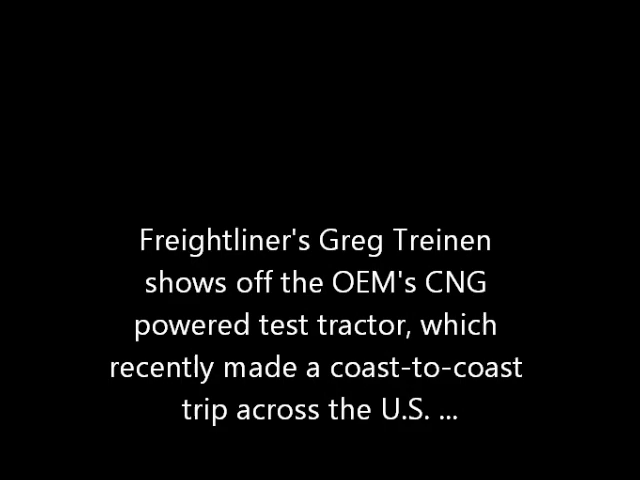 Freightliner's Greg Treinen
shows off the OEM's CNG
powered test tractor, which
recently made a coast-to-coast
trip across the U.S. ...